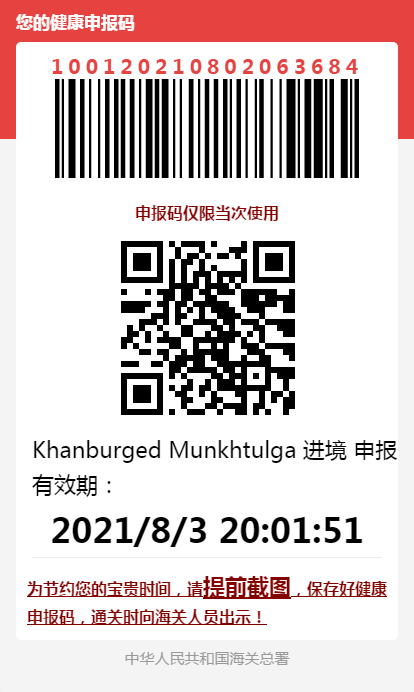 您的健康申报码
100120210802063684
申报码仅限当次使用
Khanburged Munkhtulga 进境 申报
有效期：
2021/8/3 20:01:51
为节约您的宝贵时间，请提前截图，保存好健康
申报码，通关时向海关人员出示！
中华人民共和国海关总署